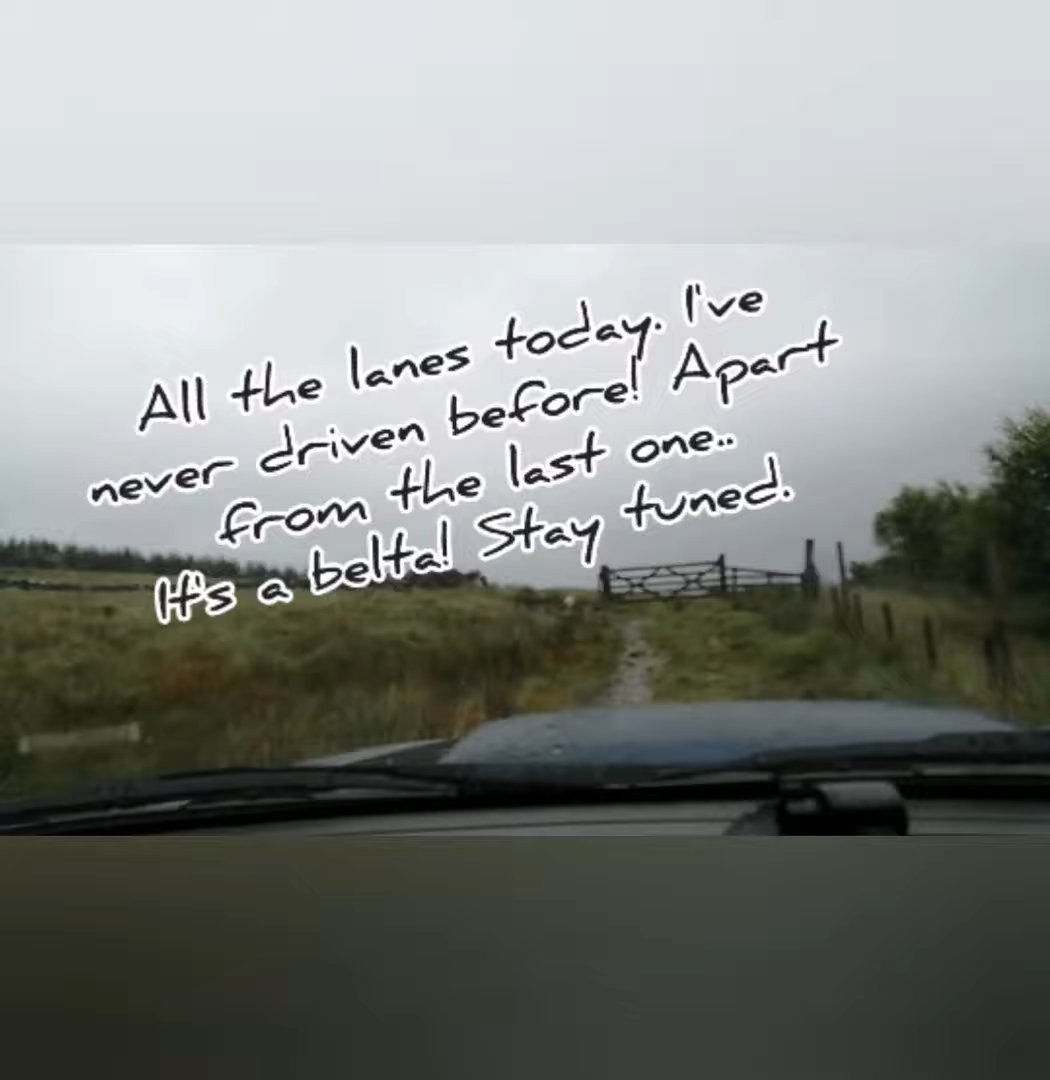 All the lanes today. I've
never driven before! Apart
from the last one..
It's a belta! Stay tuned.